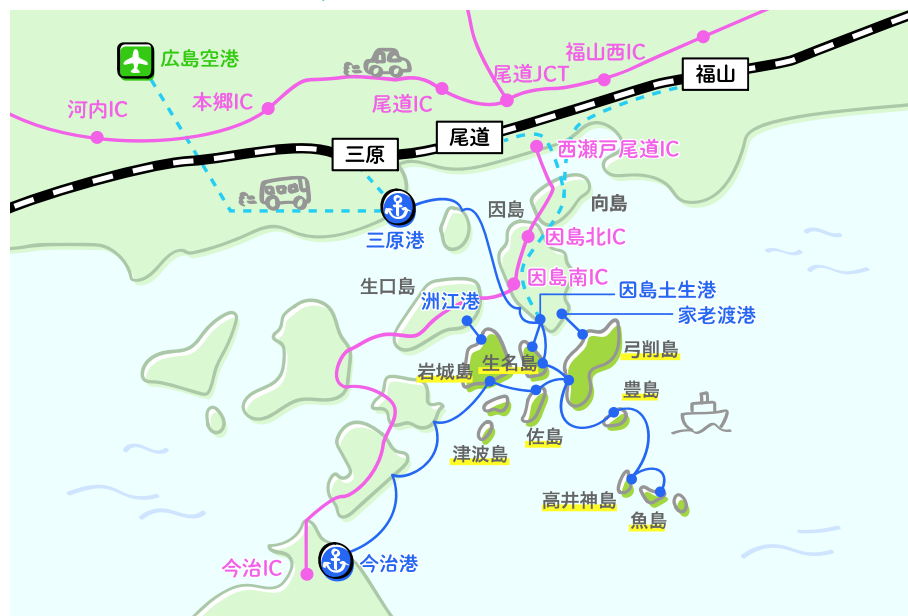 広島空港
福山西IC
尾道JCT
福山
河内IC
本郷IC
尾道IC
尾道
三原
西瀬戸尾道IC
因島
向島
三原港
因島北IC
生口島
因島南IC
洲江港
因島土生港
家老渡港
岩城島
生名島
弓削島
豊島
佐島
津波島
高井神島
魚島
今治IC
今治港